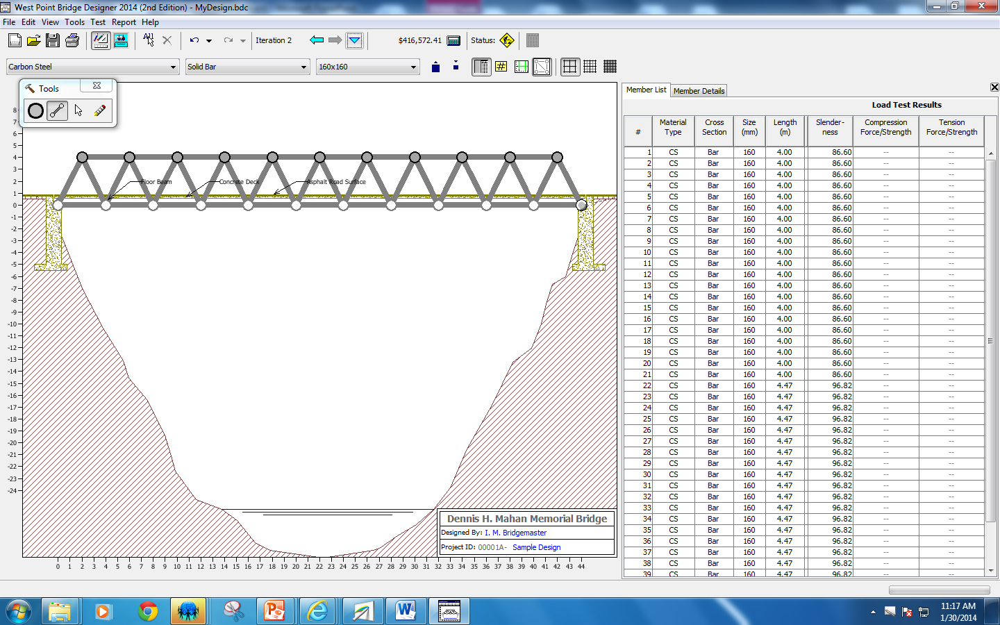 West Point Bridge Designer 2014 (2nd Edition) - MyDesign.bdc
File Edit View Tools Test Report Help
Iteration 2 $416,572.41 Status:
Carbon Steel Solid Bar 160x160
Tools
Member List Member Details
Load Test Results
# Material Type Cross Section Size (mm) Length (m) Slender-ness Compression Force/Strength Tension Force/Strength
1 CS Bar 160 4.00 86.60 -- --
2 CS Bar 160 4.00 86.60 -- --
3 CS Bar 160 4.00 86.60 -- --
4 CS Bar 160 4.00 86.60 -- --
5 CS Bar 160 4.00 86.60 -- --
6 CS Bar 160 4.00 86.60 -- --
7 CS Bar 160 4.00 86.60 -- --
8 CS Bar 160 4.00 86.60 -- --
9 CS Bar 160 4.00 86.60 -- --
10 CS Bar 160 4.00 86.60 -- --
11 CS Bar 160 4.00 86.60 -- --
12 CS Bar 160 4.00 86.60 -- --
13 CS Bar 160 4.00 86.60 -- --
14 CS Bar 160 4.00 86.60 -- --
15 CS Bar 160 4.00 86.60 -- --
16 CS Bar 160 4.00 86.60 -- --
17 CS Bar 160 4.00 86.60 -- --
18 CS Bar 160 4.00 86.60 -- --
19 CS Bar 160 4.00 86.60 -- --
20 CS Bar 160 4.00 86.60 -- --
21 CS Bar 160 4.00 86.60 -- --
22 CS Bar 160 4.47 96.82 -- --
23 CS Bar 160 4.47 96.82 -- --
24 CS Bar 160 4.47 96.82 -- --
25 CS Bar 160 4.47 96.82 -- --
26 CS Bar 160 4.47 96.82 -- --
27 CS Bar 160 4.47 96.82 -- --
28 CS Bar 160 4.47 96.82 -- --
29 CS Bar 160 4.47 96.82 -- --
30 CS Bar 160 4.47 96.82 -- --
31 CS Bar 160 4.47 96.82 -- --
32 CS Bar 160 4.47 96.82 -- --
33 CS Bar 160 4.47 96.82 -- --
34 CS Bar 160 4.47 96.82 -- --
35 CS Bar 160 4.47 96.82 -- --
36 CS Bar 160 4.47 96.82 -- --
37 CS Bar 160 4.47 96.82 -- --
38 CS Bar 160 4.47 96.82 -- --
39 CS Bar 160 4.47 96.82 -- --
8
7
6
5
4
3
2
1
0
-1
-2
-3
-4
-5
-6
-7
-8
-9
-10
-11
-12
-13
-14
-15
-16
-17
-18
-19
-20
-21
-22
-23
-24
Floor Beam Concrete Deck Asphalt Road Surface
Dennis H. Mahan Memorial Bridge
Designed By: I. M. Bridgemaster
Project ID: 00001A- Sample Design
0 1 2 3 4 5 6 7 8 9 10 11 12 13 14 15 16 17 18 19 20 21 22 23 24 25 26 27 28 29 30 31 32 33 34 35 36 37 38 39 40 41 42 43 44
11:17 AM
1/30/2014